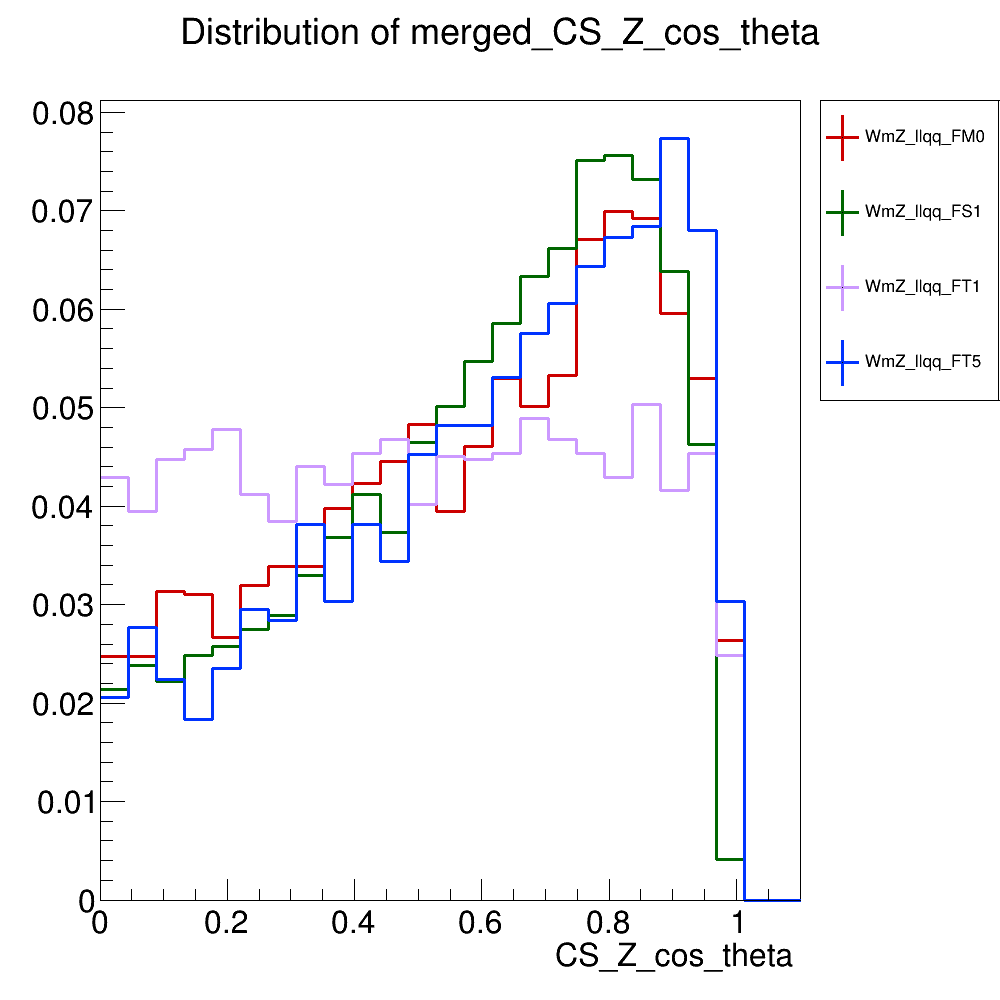 Distribution of merged_CS_Z_cos_theta
0.08
0.07
0.06
0.05
0.04
0.03
0.02
0.01
0
0 0.2 0.4 0.6 0.8 1
CS_Z_cos_theta
WmZ_llqq_FM0
WmZ_llqq_FS1
WmZ_llqq_FT1
WmZ_llqq_FT5